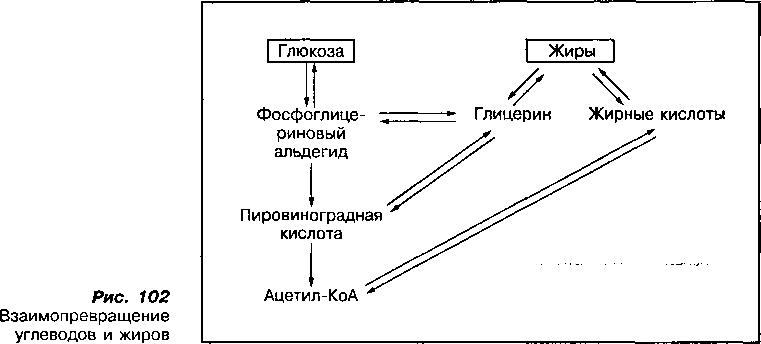 Глюкоза
Жиры
Фосфоглице-
риновый
альдегид
Глицерин
Жирные кислоты
Пировиноградная
кислота
Ацетил-КоА
Рис. 102
Взаимопревращение
углеводов и жиров